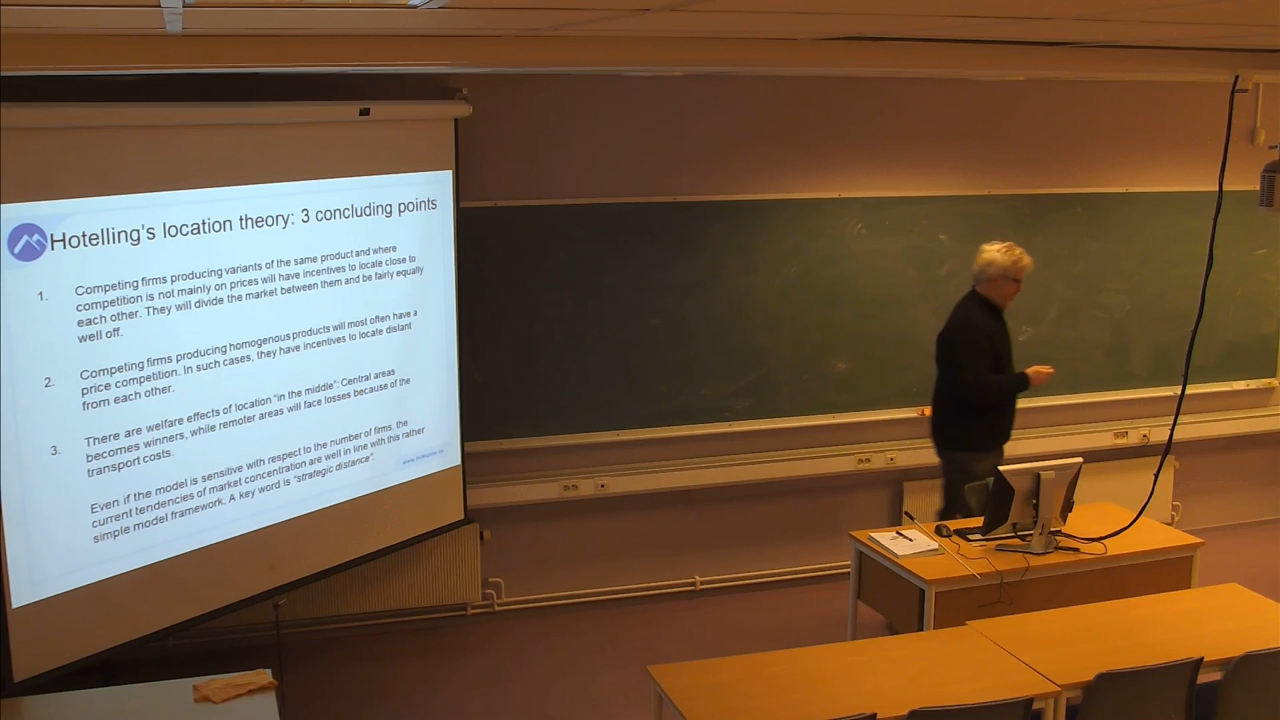 Hotelling's location theory: 3 concluding points
1. Competing firms producing variants of the same product and where
competition is not mainly on prices will have incentives to locate close to
each other. They will divide the market between them and be fairly equally
well off.
2. Competing firms producing homogenous products will most often have a
price competition. In such cases, they have incentives to locate distant
from each other.
3. There are welfare effects of location "in the middle": Central areas
becomes winners, while remoter areas will face losses because of the
transport costs.
Even if the model is sensitive with respect to the number of firms, the
current tendencies of market concentration are well in line with this rather
simple model framework. A key word is "strategic distance".